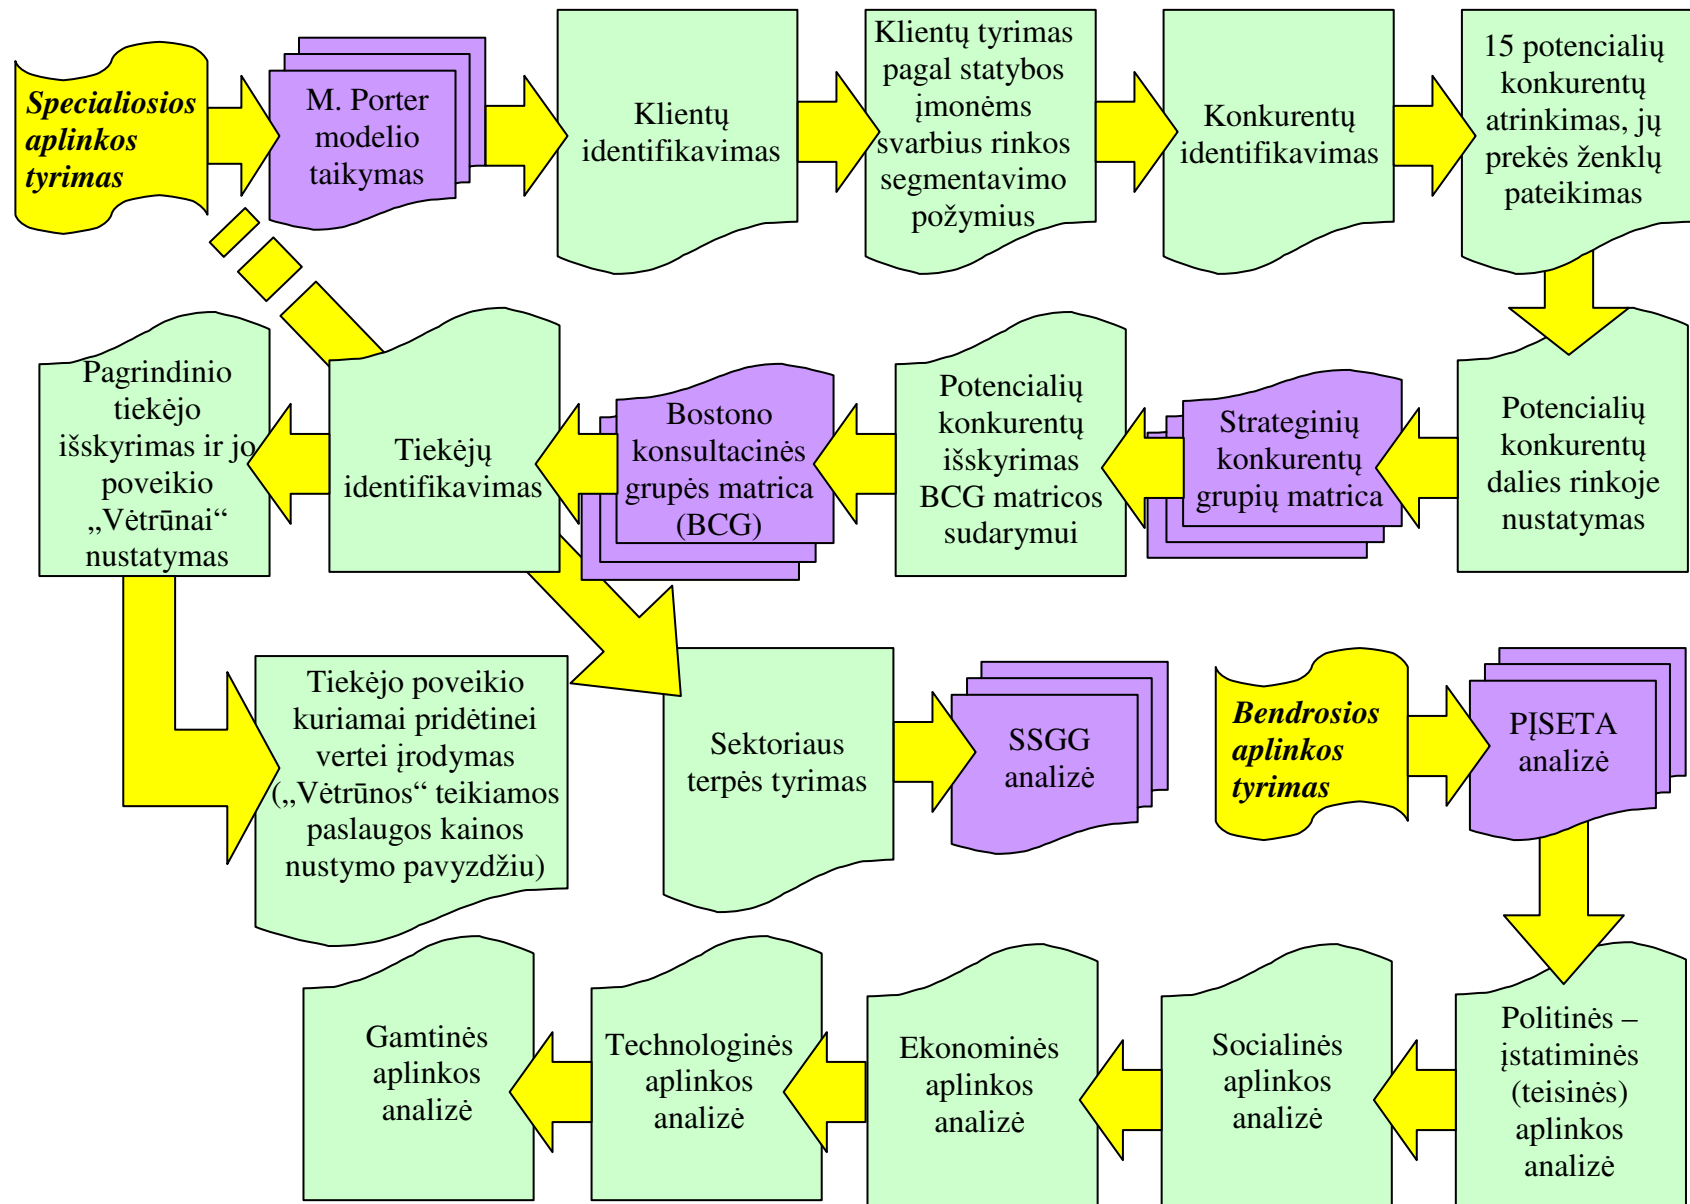 Specialiosios
aplinkos
tyrimas
M. Porter
modelio
taikymas
Klientų
identifikavimas
Klientų tyrimas
pagal statybos
įmonėms
svarbius rinkos
segmentavimo
požymius
Konkurentų
identifikavimas
15 potencialių
konkurentų
atrinkimas, jų
prekės ženklų
pateikimas
Pagrindinio
tiekėjo
išskyrimas ir jo
poveikio
„Vėtrūnai“
nustatymas
Tiekėjų
identifikavimas
Bostono
konsultacinės
grupės matrica
(BCG)
Potencialių
konkurentų
išskyrimas
BCG matricos
sudarymui
Strateginių
konkurentų
grupių matrica
Potencialių
konkurentų
dalies rinkoje
nustatymas
Tiekėjo poveikio
kuriamai pridėtinei
vertei įrodymas
(„Vėtrūnos“ teikiamos
paslaugos kainos
nustymo pavyzdžiu)
Sektoriaus
terpės tyrimas
SSGG
analizė
Bendrosios
aplinkos
tyrimas
PĮSETA
analizė
Gamtinės
aplinkos
analizė
Technologinės
aplinkos
analizė
Ekonominės
aplinkos
analizė
Socialinės
aplinkos
analizė
Politinės –
įstatiminės
(teisinės)
aplinkos
analizė